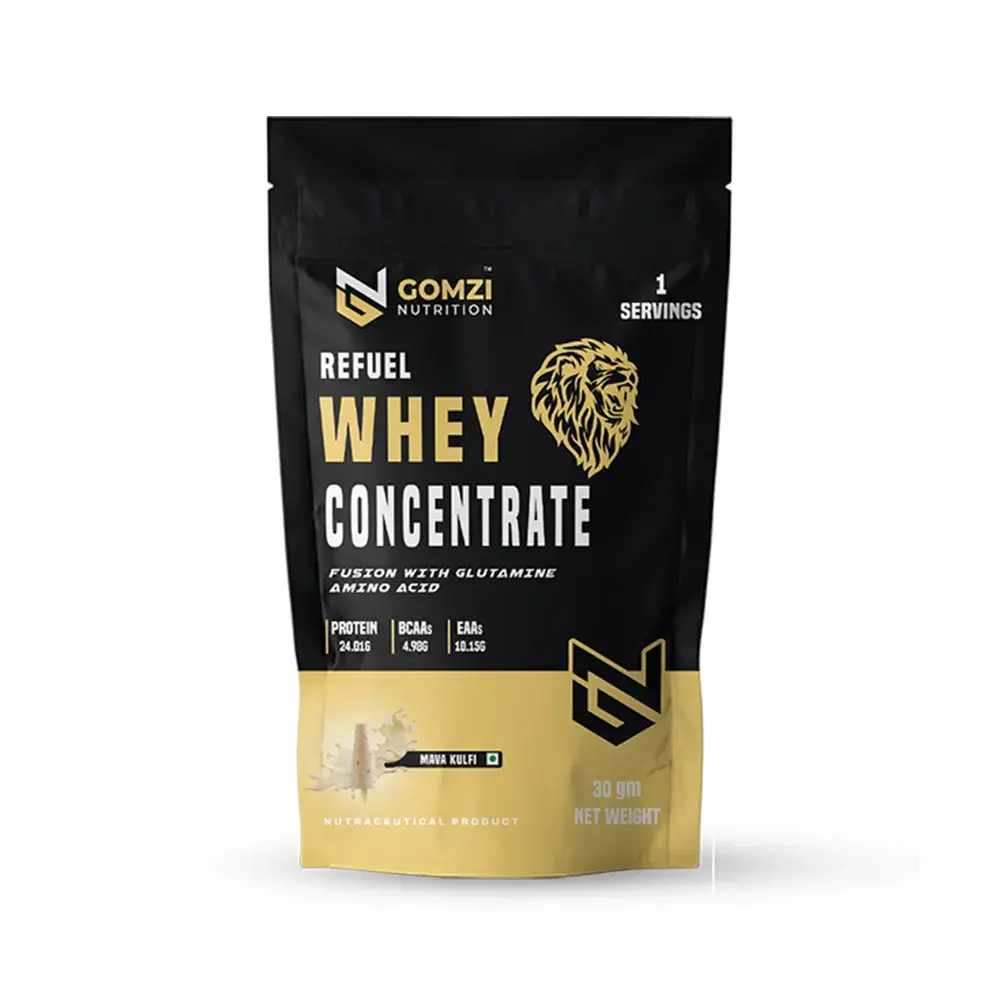 GOMZI™
NUTRITION
1
SERVINGS
REFUEL
WHEY
CONCENTRATE
FUSION WITH GLUTAMINE
AMINO ACID
PROTEIN
24.01G
BCAAs
4.98G
EAAs
10.15G
MAVA KULFI
30 gm
NET WEIGHT
NUTRACEUTICAL PRODUCT